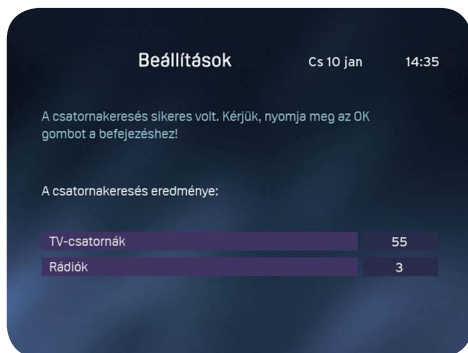 Beállítások Cs 10 jan 14:35
A csatornakeresés sikeres volt. Kérjük, nyomja meg az OK
gombot a befejezéshez!
A csatornakeresés eredménye:
TV-csatornák 55
Rádiók 3